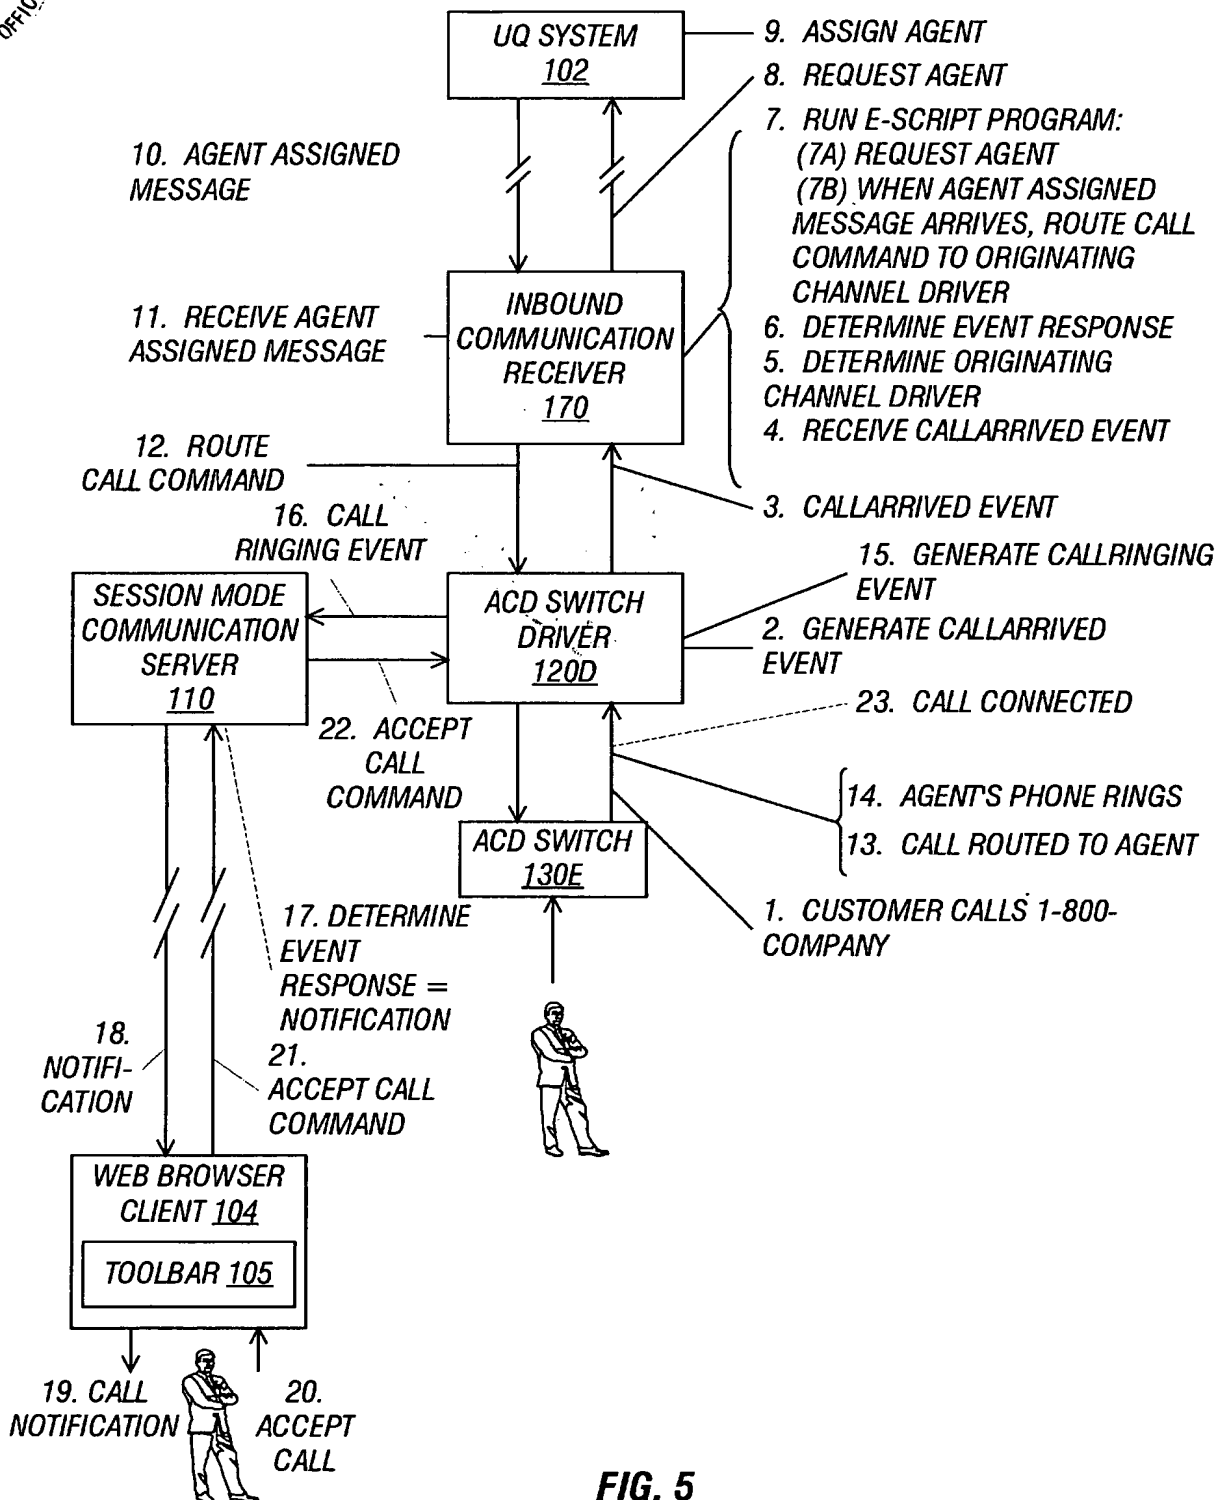 OFFIC
UQ SYSTEM
102
9. ASSIGN AGENT
8. REQUEST AGENT
7. RUN E-SCRIPT PROGRAM:
(7A) REQUEST AGENT
(7B) WHEN AGENT ASSIGNED
MESSAGE ARRIVES, ROUTE CALL
COMMAND TO ORIGINATING
CHANNEL DRIVER
6. DETERMINE EVENT RESPONSE
5. DETERMINE ORIGINATING
CHANNEL DRIVER
4. RECEIVE CALLARRIVED EVENT
10. AGENT ASSIGNED
MESSAGE
11. RECEIVE AGENT
ASSIGNED MESSAGE
INBOUND
COMMUNICATION
RECEIVER
170
12. ROUTE
CALL COMMAND
3. CALLARRIVED EVENT
16. CALL
RINGING EVENT
15. GENERATE CALLRINGING
EVENT
SESSION MODE
COMMUNICATION
SERVER
110
ACD SWITCH
DRIVER
120D
2. GENERATE CALLARRIVED
EVENT
23. CALL CONNECTED
22. ACCEPT
CALL
COMMAND
14. AGENT'S PHONE RINGS
13. CALL ROUTED TO AGENT
ACD SWITCH
130E
1. CUSTOMER CALLS 1-800-
COMPANY
17. DETERMINE
EVENT
RESPONSE =
NOTIFICATION
18.
NOTIFI-
CATION
21.
ACCEPT CALL
COMMAND
WEB BROWSER
CLIENT 104
TOOLBAR 105
19. CALL
NOTIFICATION
20.
ACCEPT
CALL
FIG. 5